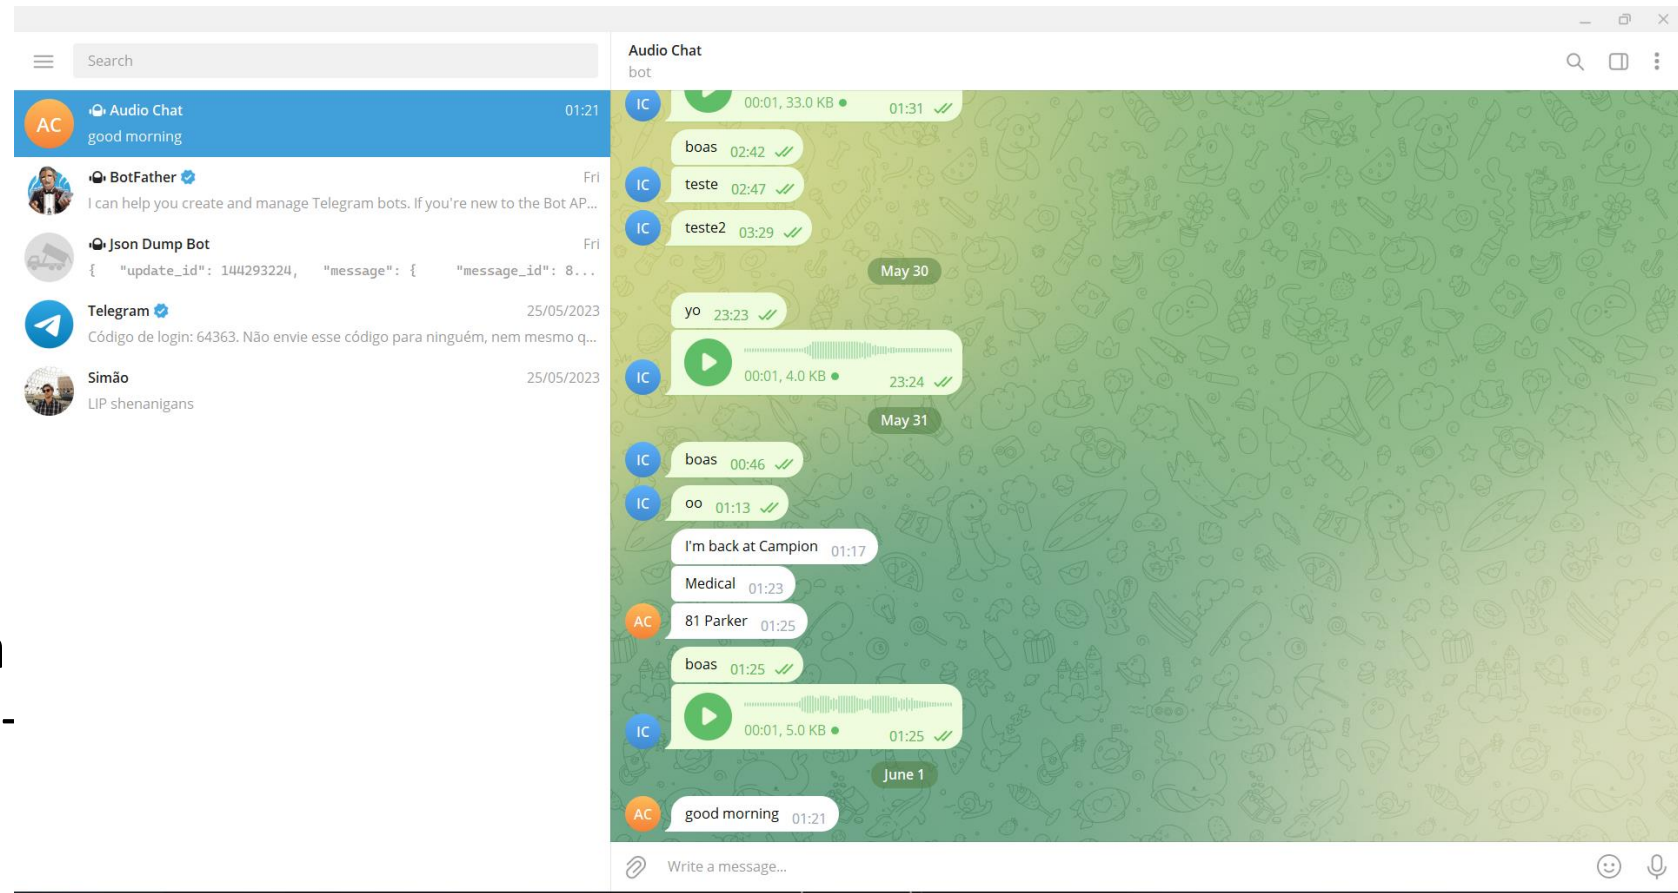 Search
AC
Audio Chat 01:21
good morning
BotFather Fri
I can help you create and manage Telegram bots. If you're new to the Bot AP...
Json Dump Bot Fri
{ "update_id": 144293224, "message": { "message_id": 8...
Telegram 25/05/2023
Código de login: 64363. Não envie esse código para ninguém, nem mesmo q...
Simão 25/05/2023
LIP shenanigans
Audio Chat
bot
IC 00:01, 33.0 KB 01:31
boas 02:42
IC teste 02:47
IC teste2 03:29
May 30
yo 23:23
IC 00:01, 4.0 KB 23:24
May 31
IC boas 00:46
IC oo 01:13
I'm back at Campion 01:17
Medical 01:23
AC 81 Parker 01:25
boas 01:25
IC 00:01, 5.0 KB 01:25
June 1
AC good morning 01:21
Write a message...